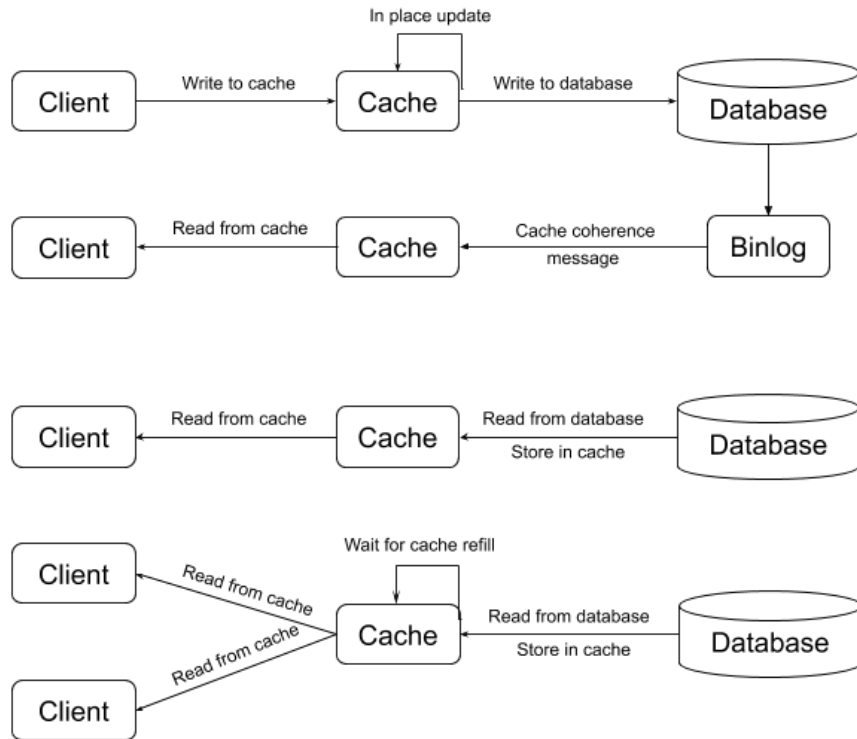 In place update
Client
Write to cache
Cache
Write to database
Database
Client
Read from cache
Cache
Cache coherence
message
Binlog
Client
Read from cache
Cache
Read from database
Store in cache
Database
Client
Read from cache
Wait for cache refill
Cache
Read from database
Store in cache
Database
Read from cache
Client